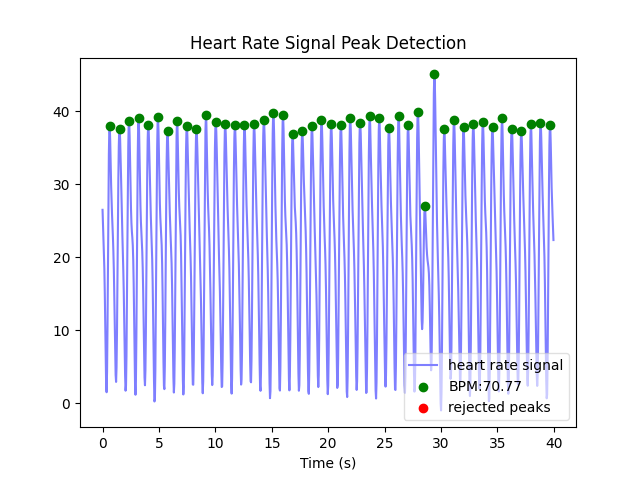 Heart Rate Signal Peak Detection
40
30
20
10
0
heart rate signal
BPM:70.77
rejected peaks
0 5 10 15 20 25 30 35 40
Time (s)